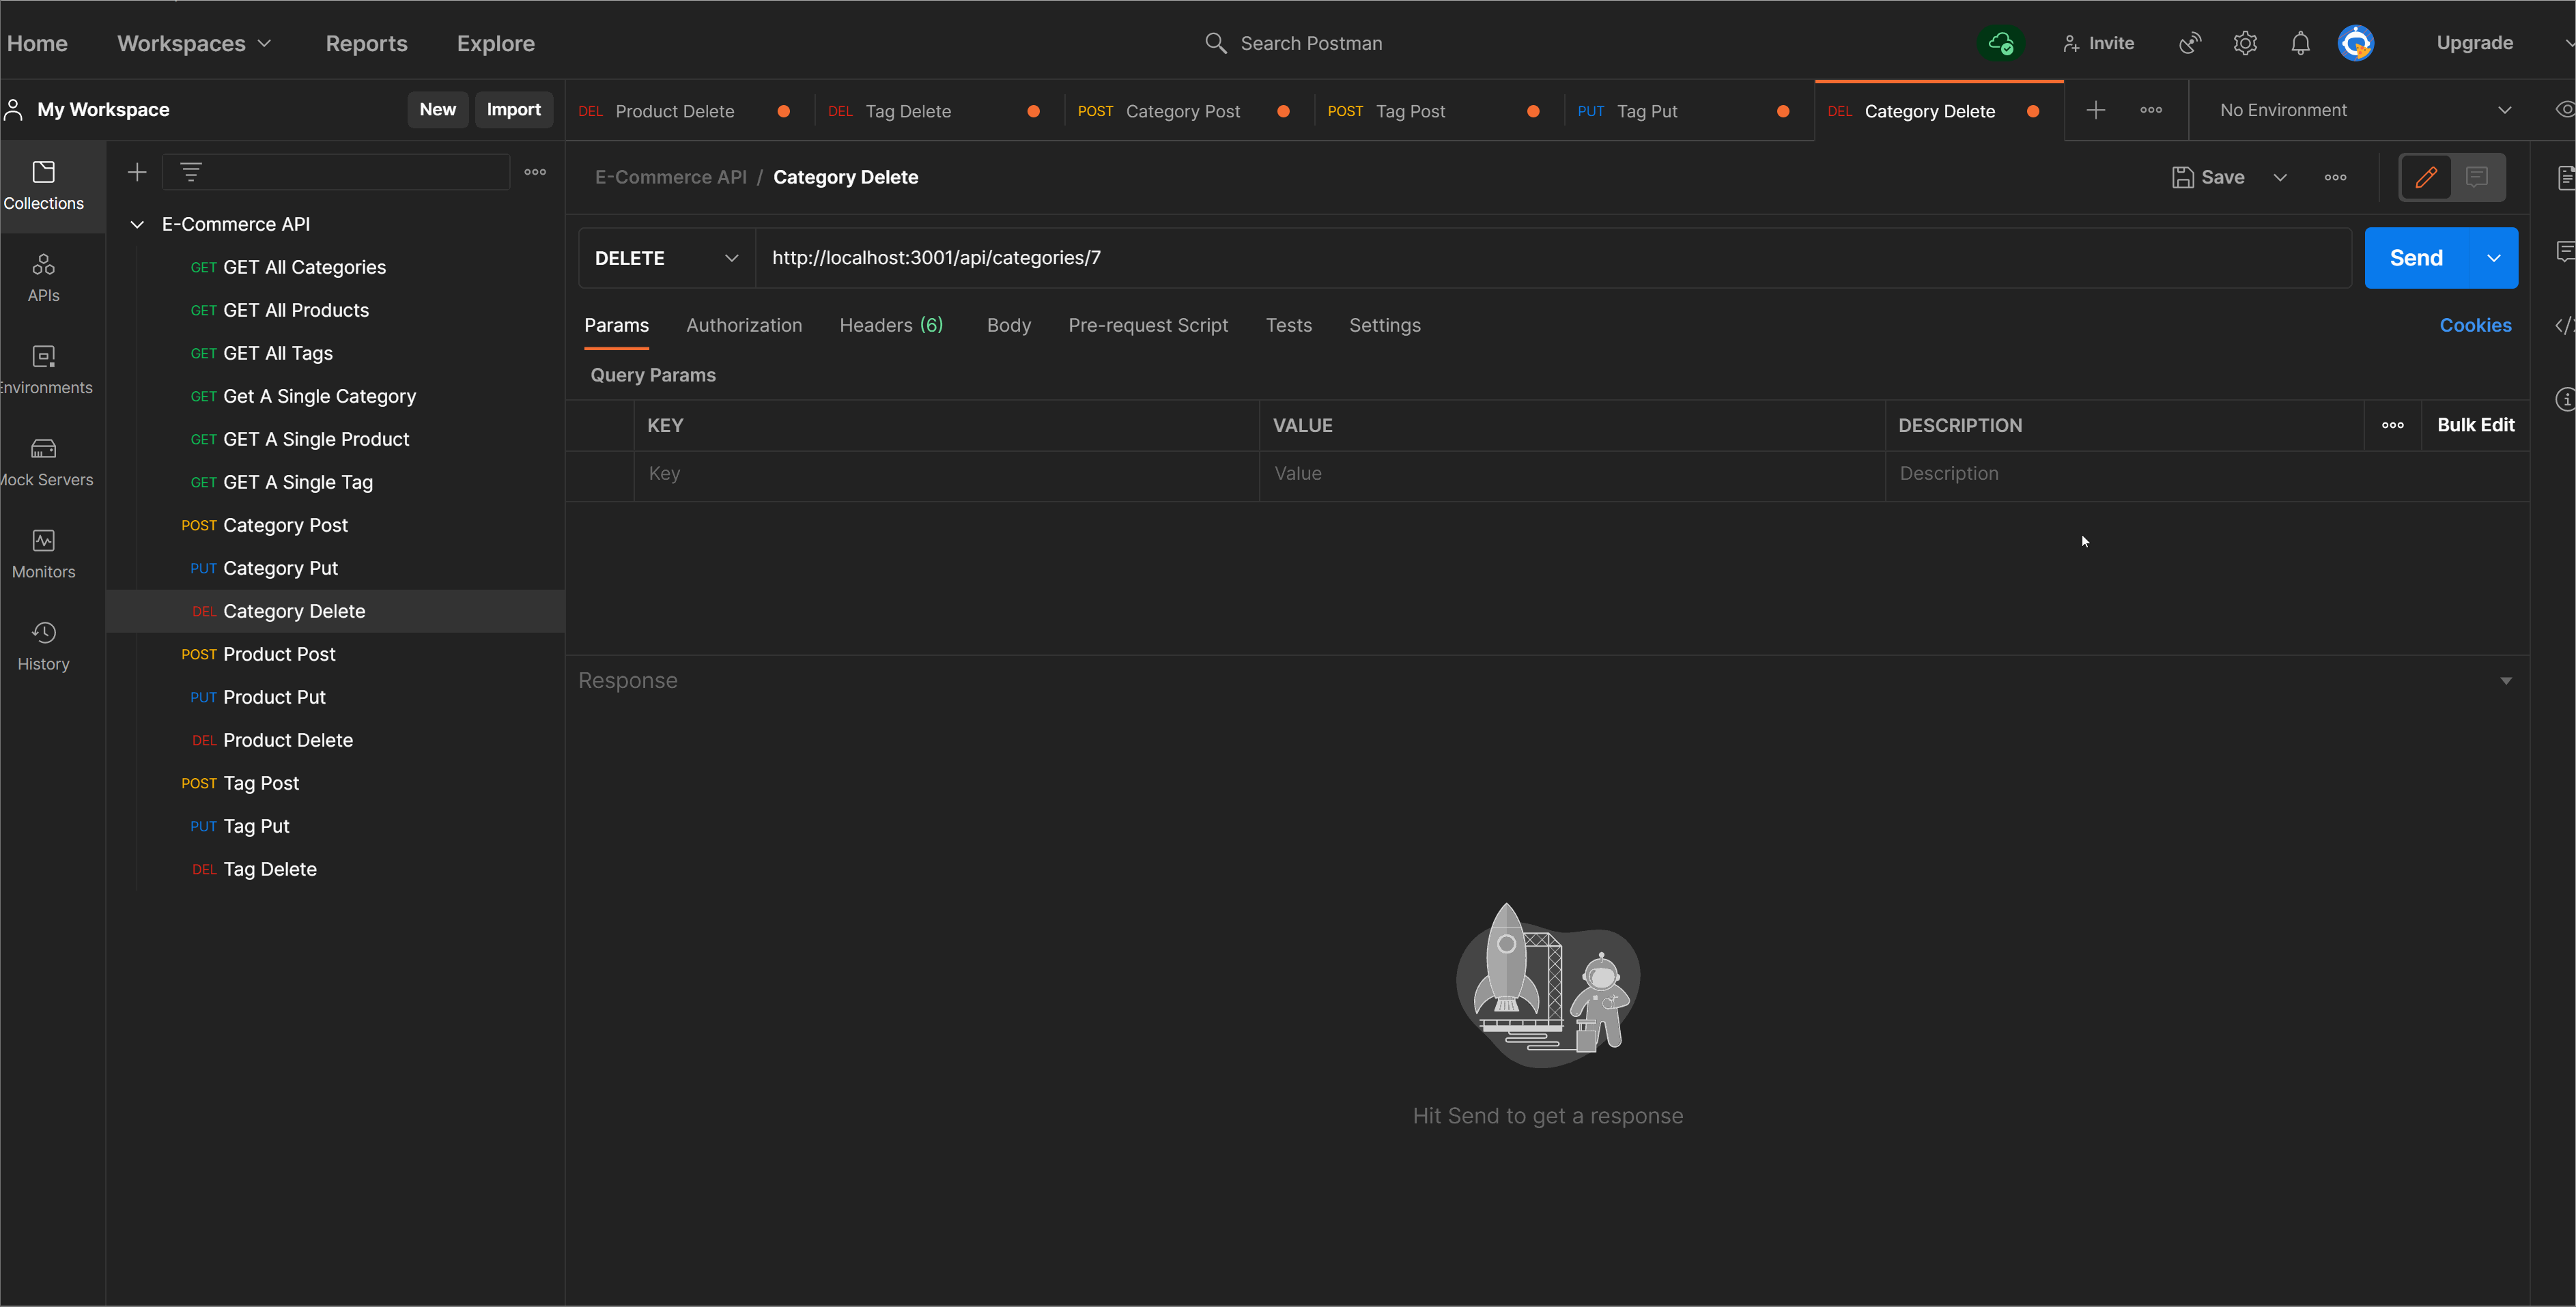 Home Workspaces Reports Explore Search Postman Invite Upgrade
My Workspace New Import
DEL Product Delete DEL Tag Delete POST Category Post POST Tag Post PUT Tag Put DEL Category Delete No Environment
Collections
APIs
Environments
Mock Servers
Monitors
History
E-Commerce API
GET GET All Categories
GET GET All Products
GET GET All Tags
GET Get A Single Category
GET GET A Single Product
GET GET A Single Tag
POST Category Post
PUT Category Put
DEL Category Delete
POST Product Post
PUT Product Put
DEL Product Delete
POST Tag Post
PUT Tag Put
DEL Tag Delete
E-Commerce API / Category Delete Save
DELETE http://localhost:3001/api/categories/7 Send
Params Authorization Headers (6) Body Pre-request Script Tests Settings Cookies
Query Params
KEY VALUE DESCRIPTION Bulk Edit
Key Value Description
Response
Hit Send to get a response